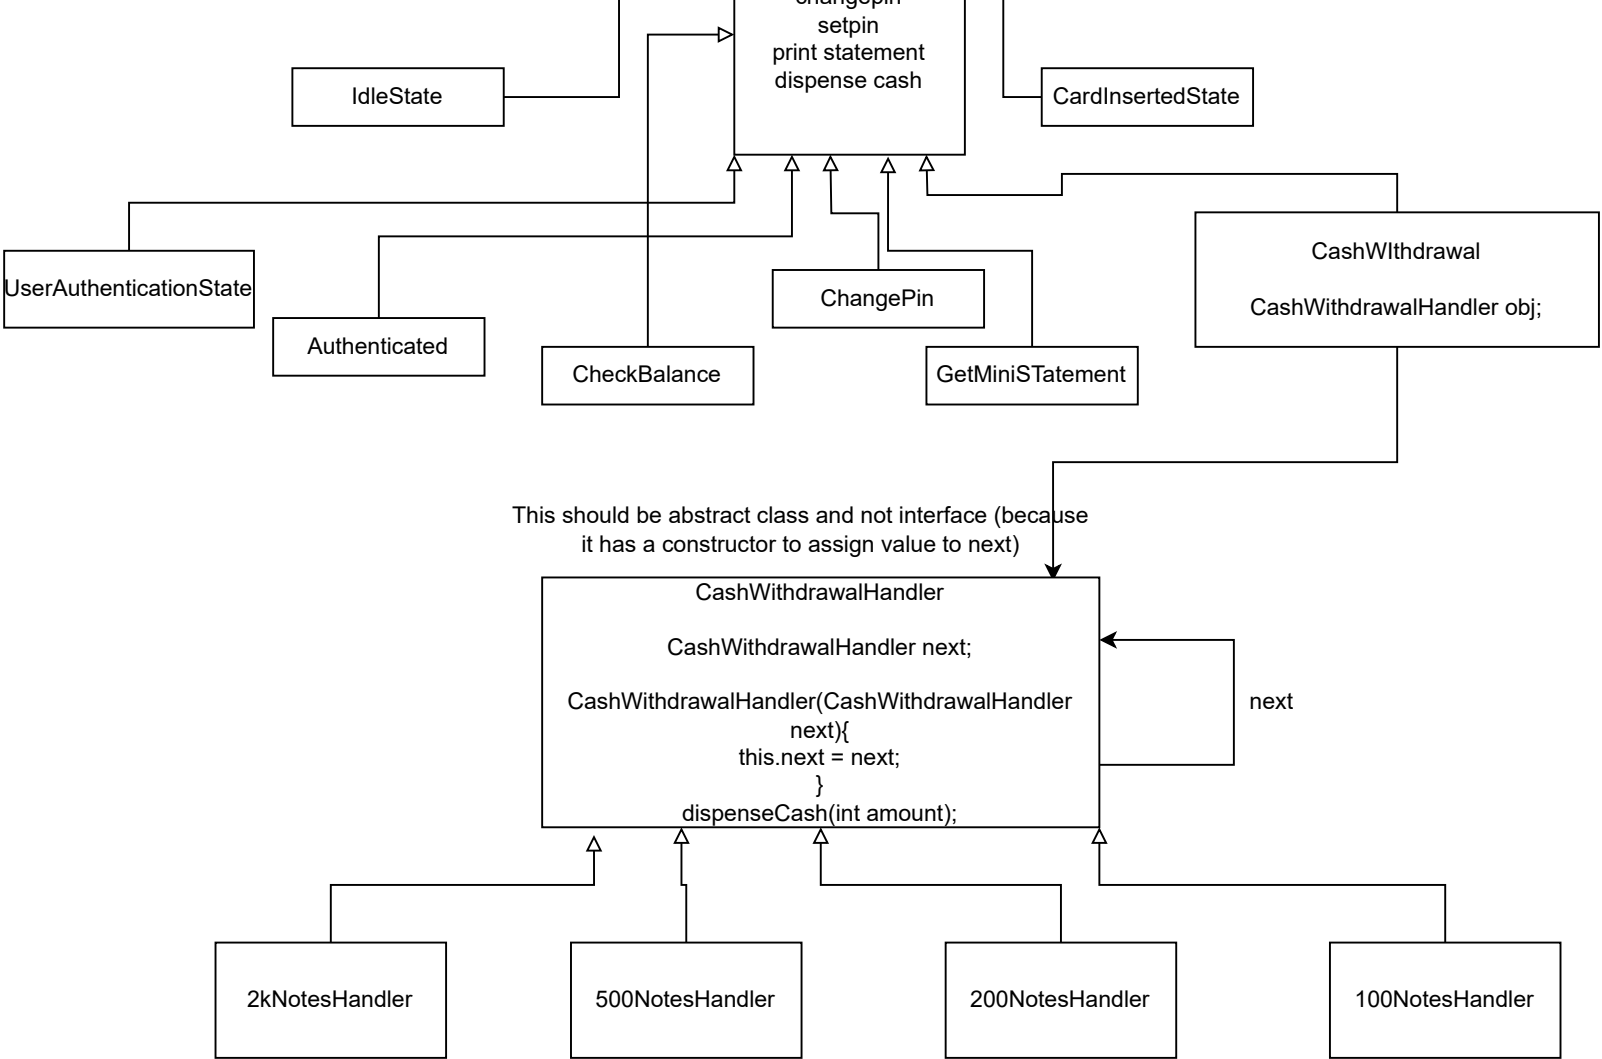 changepin
setpin
print statement
dispense cash
IdleState
CardInsertedState
CashWIthdrawal
CashWithdrawalHandler obj;
UserAuthenticationState
ChangePin
Authenticated
CheckBalance
GetMiniSTatement
This should be abstract class and not interface (because
it has a constructor to assign value to next)
CashWithdrawalHandler
CashWithdrawalHandler next;
CashWithdrawalHandler(CashWithdrawalHandler
next){
this.next = next;
}
dispenseCash(int amount);
next
2kNotesHandler
500NotesHandler
200NotesHandler
100NotesHandler